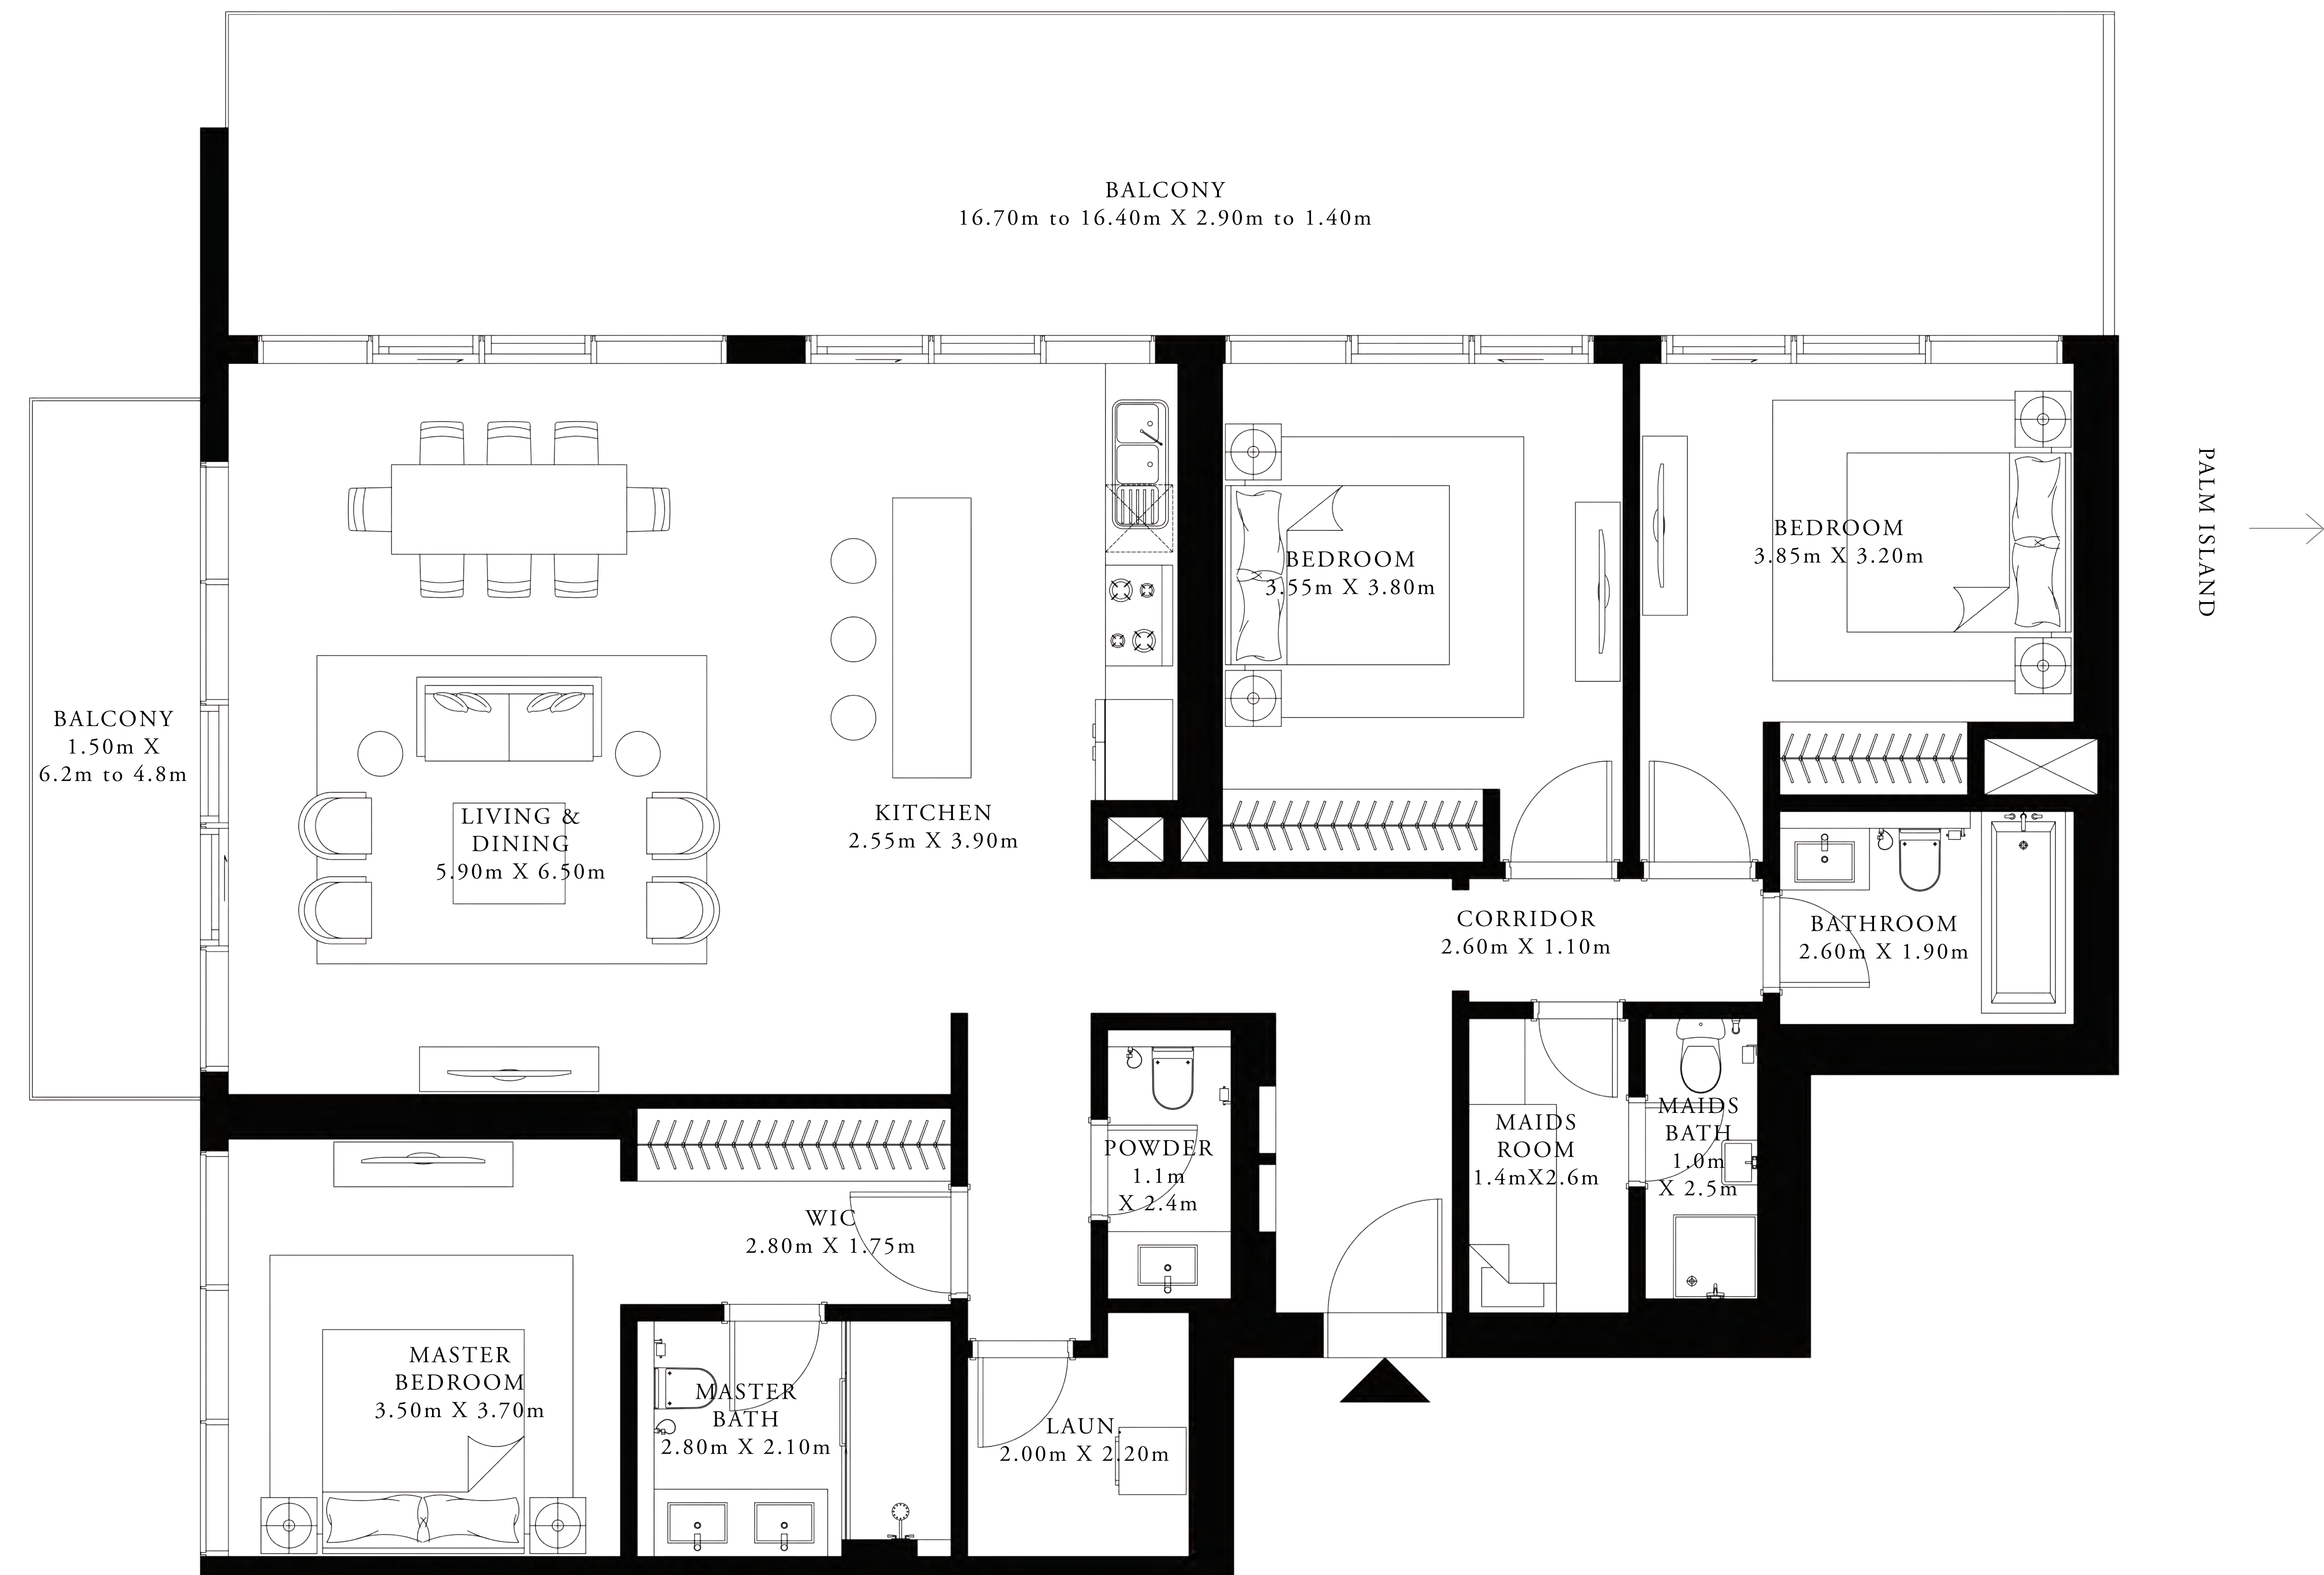 BALCONY
16.70m to 16.40m X 2.90m to 1.40m
PALM ISLAND
BEDROOM
3.55m X 3.80m
BEDROOM
3.85m X 3.20m
BALCONY
1.50m X
6.2m to 4.8m
LIVING &
DINING
5.90m X 6.50m
KITCHEN
2.55m X 3.90m
CORRIDOR
2.60m X 1.10m
BATHROOM
2.60m X 1.90m
POWDER
1.1m
X 2.4m
MAIDS
ROOM
1.4mX2.6m
MAIDS
BATH
1.0m
X 2.5m
WIC
2.80m X 1.75m
MASTER
BEDROOM
3.50m X 3.70m
MASTER
BATH
2.80m X 2.10m
LAUN.
2.00m X 2.20m